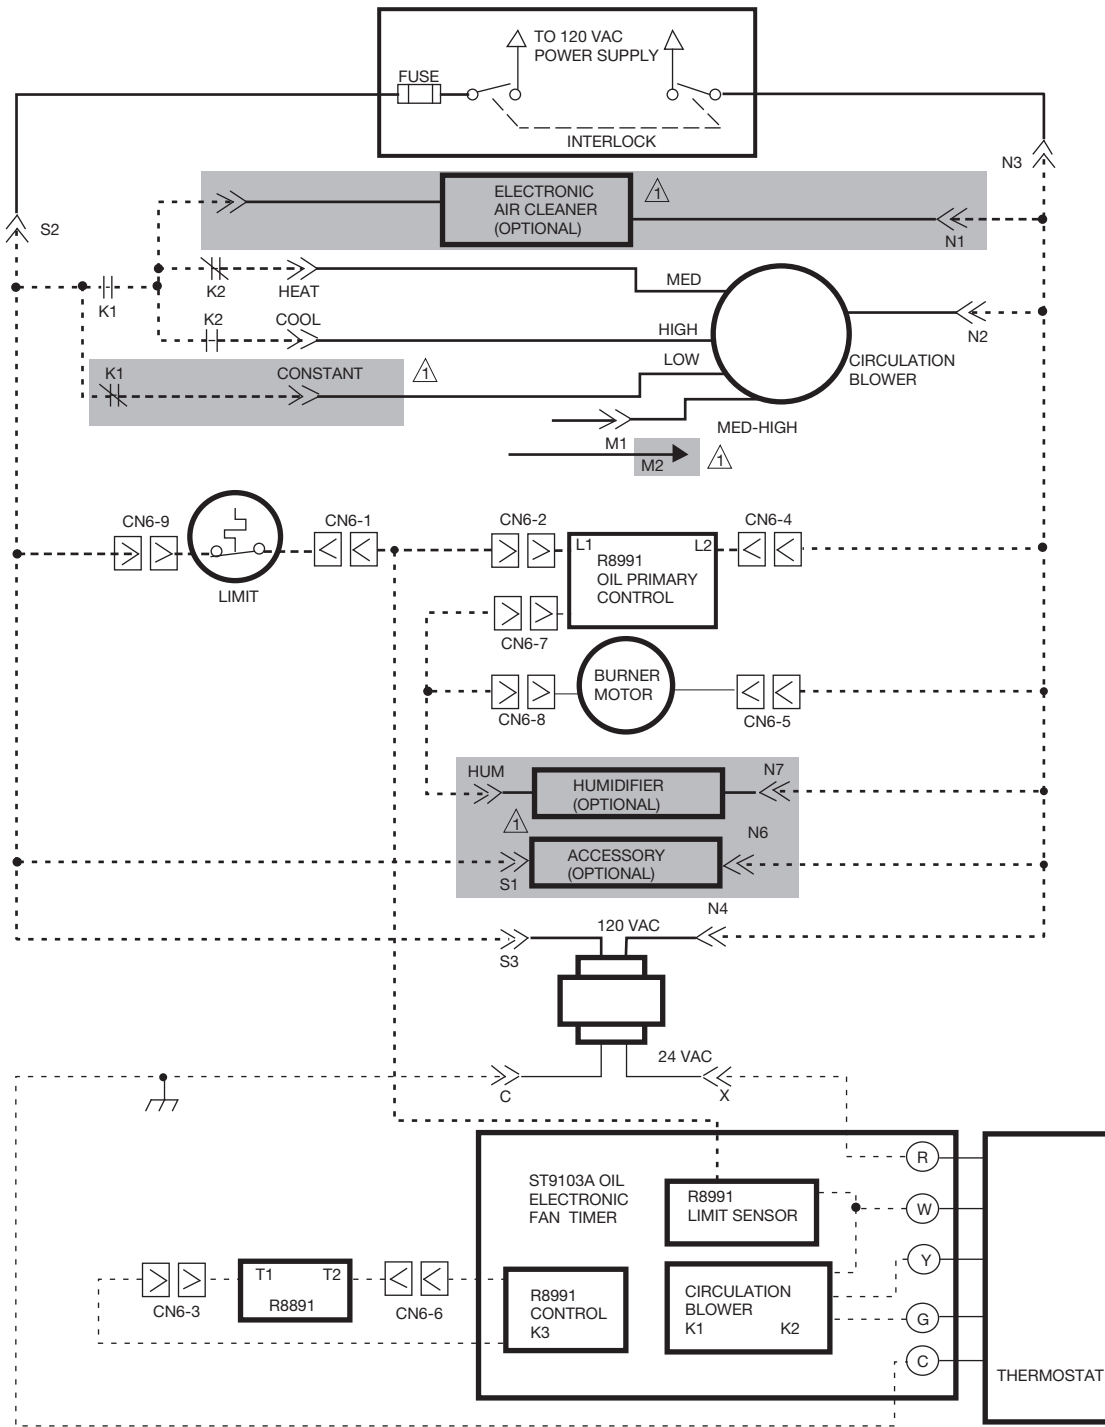 TO 120 VAC
POWER SUPPLY
FUSE
INTERLOCK
N3
ELECTRONIC
AIR CLEANER
(OPTIONAL)
1
S2
N1
K2
HEAT
MED
K1
K2
COOL
HIGH
N2
LOW
CIRCULATION
BLOWER
K1
CONSTANT
1
MED-HIGH
M1
M2
1
CN6-9
CN6-1
CN6-2
CN6-4
L1
L2
R8991
OIL PRIMARY
CONTROL
LIMIT
CN6-7
BURNER
MOTOR
CN6-8
CN6-5
HUM
N7
HUMIDIFIER
(OPTIONAL)
1
N6
ACCESSORY
(OPTIONAL)
S1
N4
120 VAC
S3
24 VAC
C
X
R
ST9103A OIL
ELECTRONIC
FAN TIMER
R8991
LIMIT SENSOR
W
Y
T1
T2
R8891
CN6-3
CN6-6
R8991
CONTROL
K3
CIRCULATION
BLOWER
K1
K2
G
C
THERMOSTAT